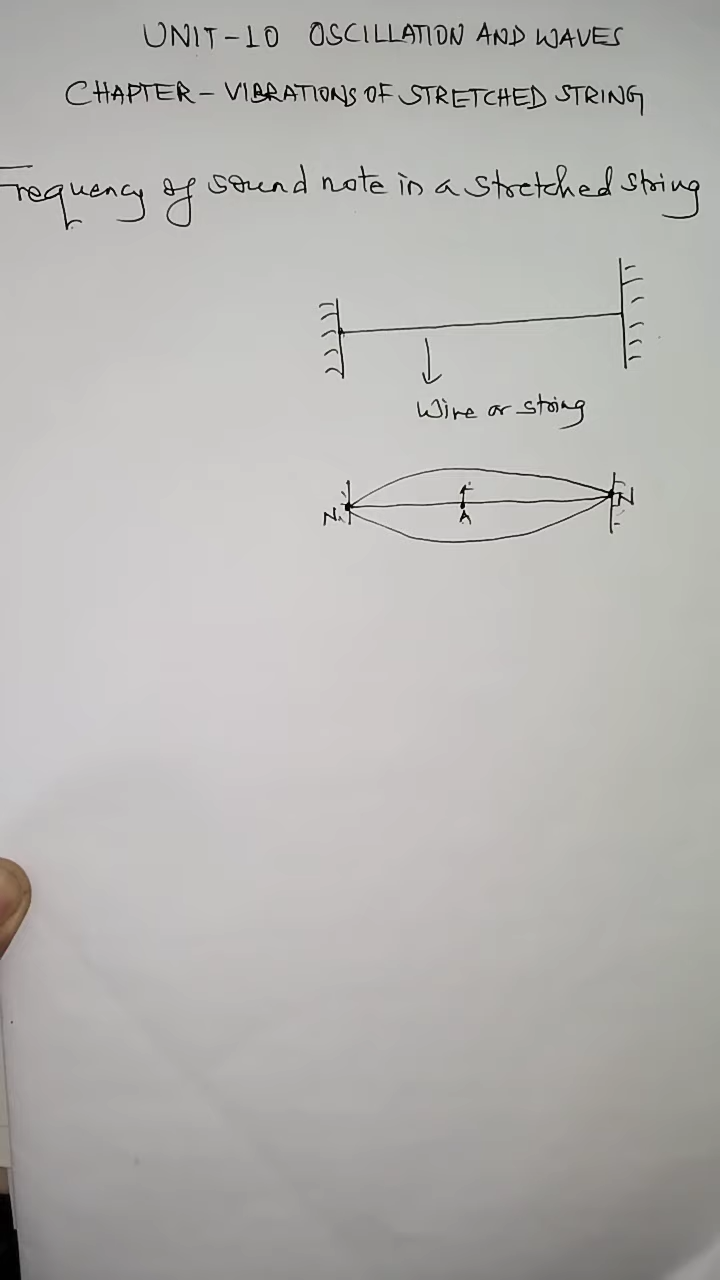 UNIT-10 OSCILLATION AND WAVES
CHAPTER - VIBRATIONS OF STRETCHED STRING
Frequency of sound note in a stretched string
Wire or string
N A N